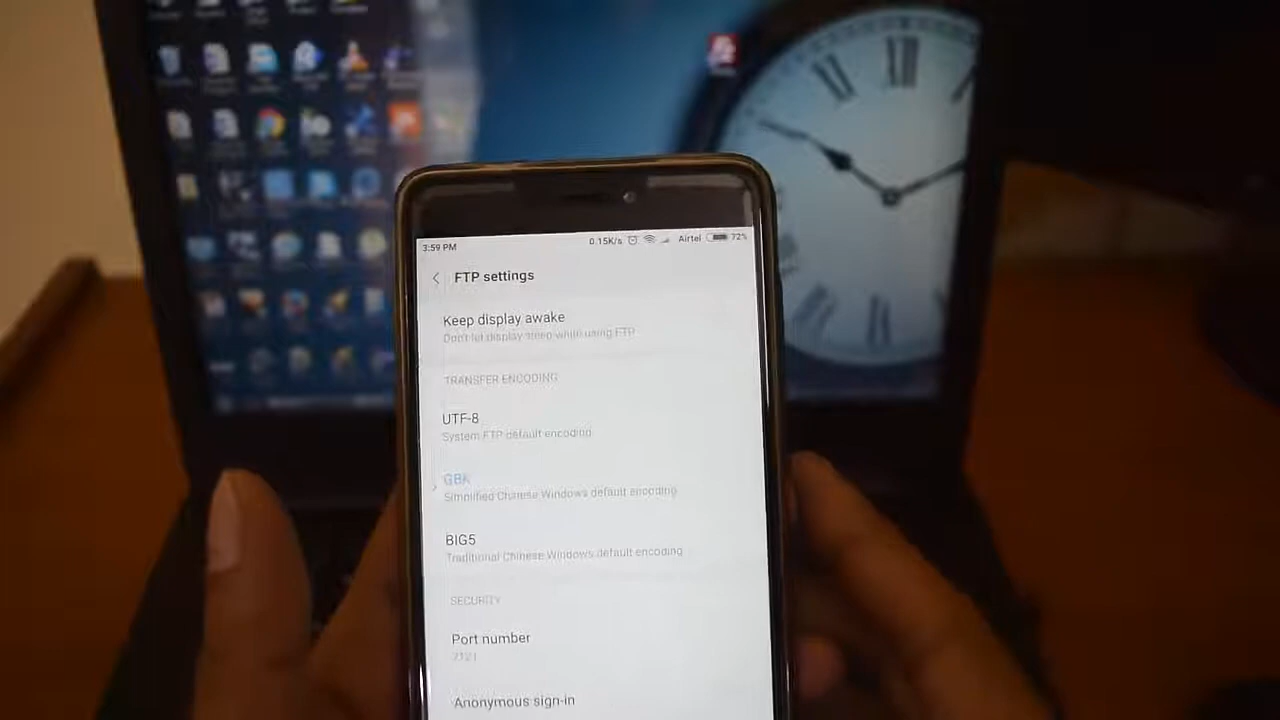 3:59 PM 0.15K/s Airtel 72%
FTP settings
Keep display awake
Don't let display sleep while using FTP
TRANSFER ENCODING
UTF-8
System FTP default encoding
GBK
Simplified Chinese Windows default encoding
BIG5
Traditional Chinese Windows default encoding
SECURITY
Port number
2121
Anonymous sign-in